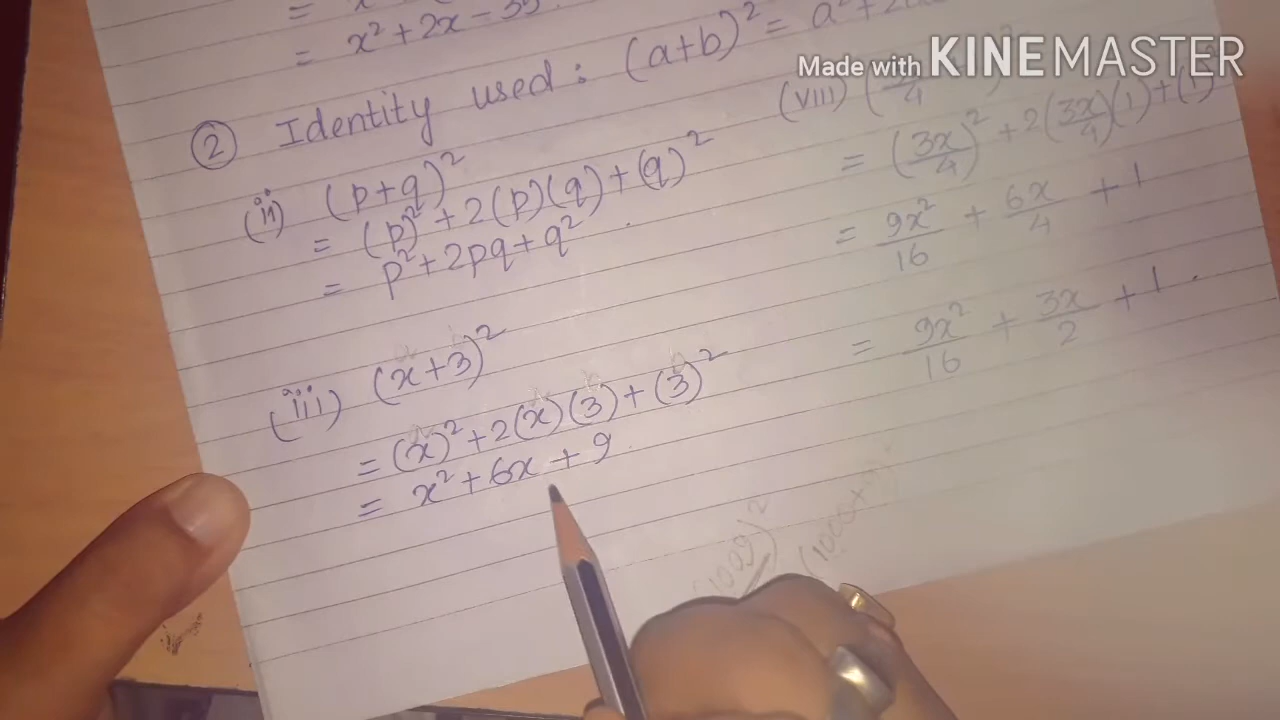 = x
= x² + 2x - 35.
② Identity used : (a+b)² = a² + 2
(ii) (p+q)²
= (p)² + 2(p)(q) + (q)²
= p² + 2pq + q²
(iii) (x+3)²
= (x)² + 2(x)(3) + (3)²
= x² + 6x + 9
Made with KINEMASTER
(viii)
= (3x/4)² + 2(3x/4)(1) + (1)²
= 9x²/16 + 6x/4 + 1
= 9x²/16 + 3x/2 + 1.